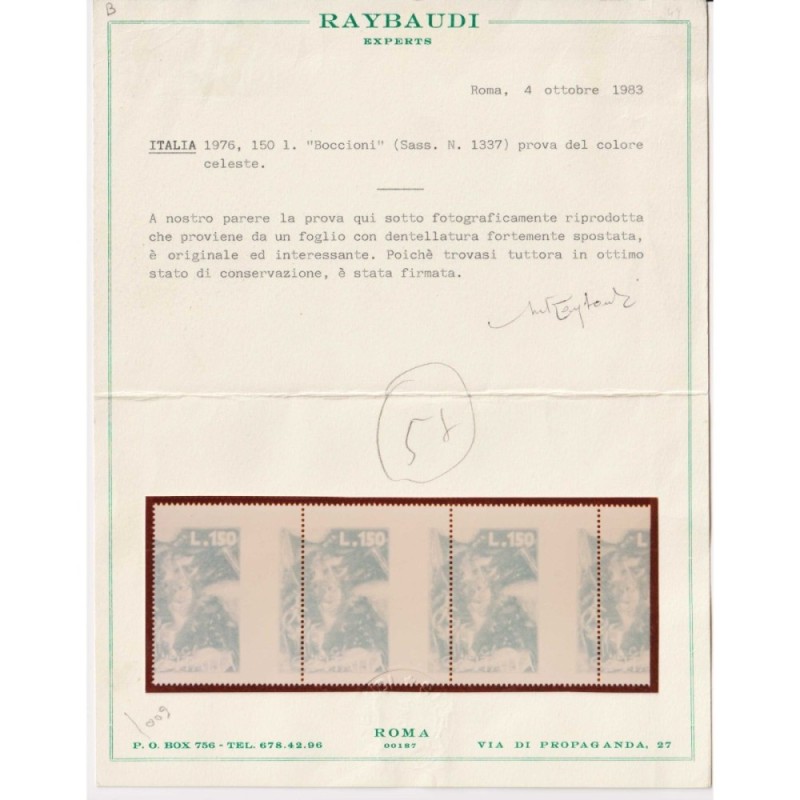 B
RAYBAUDI
EXPERTS
Roma, 4 ottobre 1983
ITALIA 1976, 150 l. "Boccioni" (Sass. N. 1337) prova del colore
celeste.
A nostro parere la prova qui sotto fotograficamente riprodotta
che proviene da un foglio con dentellatura fortemente spostata,
è originale ed interessante. Poichè trovasi tuttora in ottimo
stato di conservazione, è stata firmata.
L.150 L.150 L.150 L.
ROMA
00187
P. O. BOX 756 - TEL. 678.42.96
VIA DI PROPAGANDA, 27